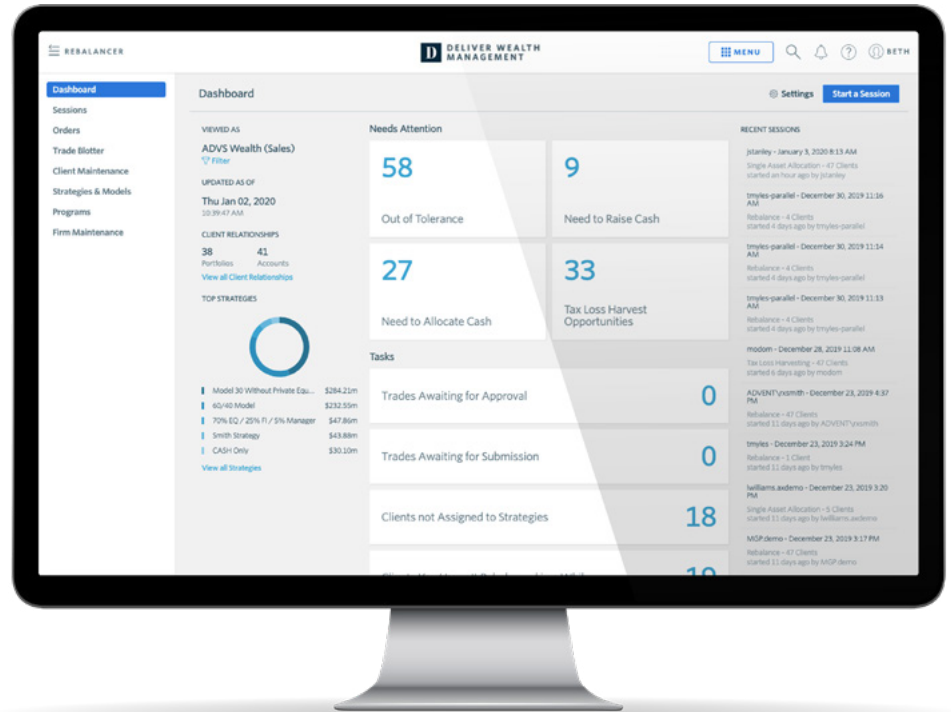 REBALANCER
D
DELIVER WEALTH
MANAGEMENT
MENU
?
BETH
Dashboard
Sessions
Orders
Trade Blotter
Client Maintenance
Strategies & Models
Programs
Firm Maintenance
Dashboard
Settings
Start a Session
VIEWED AS
ADVS Wealth (Sales)
Filter
UPDATED AS OF
Thu Jan 02, 2020
10:39:47 AM
CLIENT RELATIONSHIPS
38 41
Portfolios Accounts
View all Client Relationships
TOP STRATEGIES
Model 30 Without Private Equ... $284.21m
60/40 Model $232.55m
70% EQ / 25% FI / 5% Manager $47.86m
Smith Strategy $43.88m
CASH Only $30.10m
View all Strategies
Needs Attention
58
Out of Tolerance
9
Need to Raise Cash
27
Need to Allocate Cash
33
Tax Loss Harvest
Opportunities
Tasks
Trades Awaiting for Approval 0
Trades Awaiting for Submission 0
Clients not Assigned to Strategies 18
RECENT SESSIONS
jstanley - January 3, 2020 8:13 AM
Single Asset Allocation - 47 Clients
started an hour ago by jstanley
tmyles-parallel - December 30, 2019 11:16
AM
Rebalance - 4 Clients
started 4 days ago by tmyles-parallel
tmyles-parallel - December 30, 2019 11:14
AM
Rebalance - 4 Clients
started 4 days ago by tmyles-parallel
tmyles-parallel - December 30, 2019 11:13
AM
Rebalance - 4 Clients
started 4 days ago by tmyles-parallel
modom - December 28, 2019 11:08 AM
Tax Loss Harvesting - 47 Clients
started 6 days ago by modom
ADVENT\rxsmith - December 23, 2019 4:37
PM
Rebalance - 47 Clients
started 11 days ago by ADVENT\rxsmith
tmyles - December 23, 2019 3:24 PM
Rebalance - 1 Client
started 11 days ago by tmyles
lwilliams.axdemo - December 23, 2019 3:20
PM
Single Asset Allocation - 5 Clients
started 11 days ago by lwilliams.axdemo
MGP.demo - December 23, 2019 3:17 PM
Rebalance - 47 Clients
started 11 days ago by MGP.demo